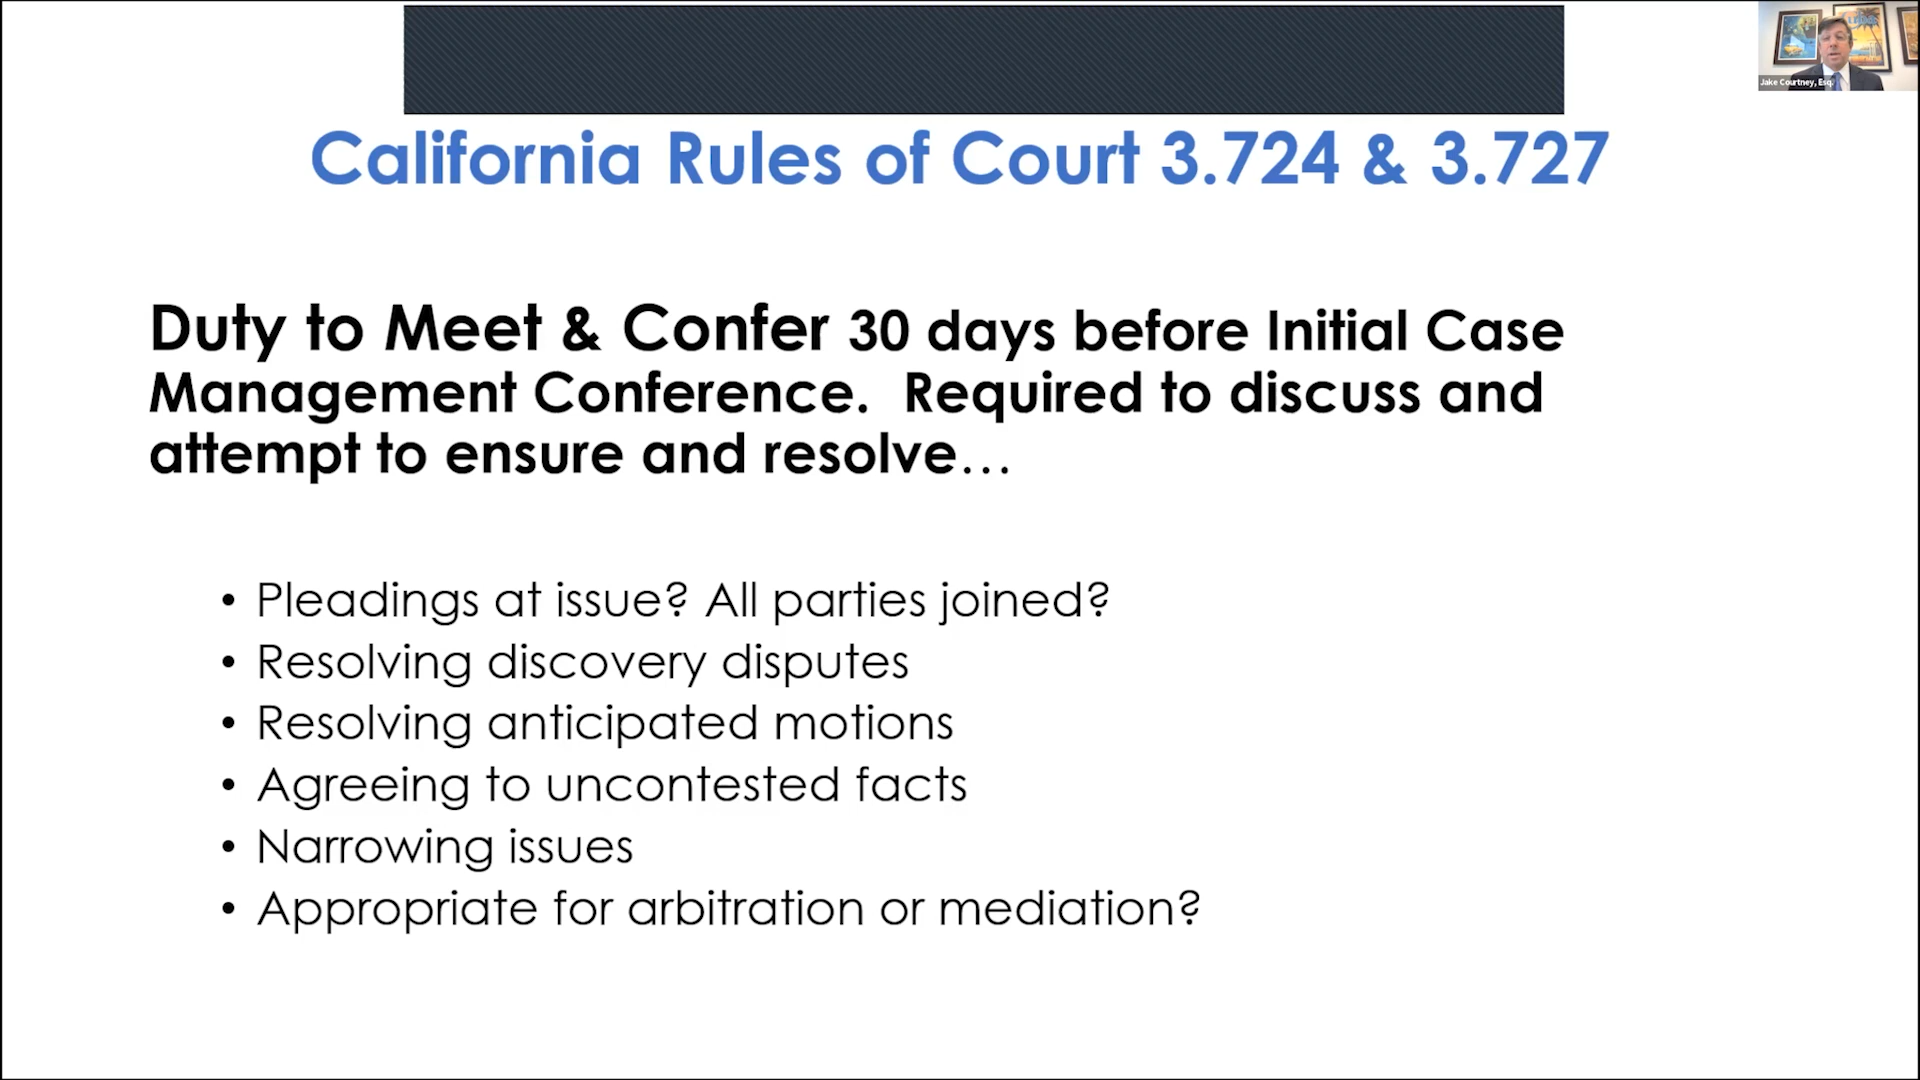 California Rules of Court 3.724 & 3.727
Duty to Meet & Confer 30 days before Initial Case
Management Conference. Required to discuss and
attempt to ensure and resolve…
• Pleadings at issue? All parties joined?
• Resolving discovery disputes
• Resolving anticipated motions
• Agreeing to uncontested facts
• Narrowing issues
• Appropriate for arbitration or mediation?
Jake Courtney, Esq.